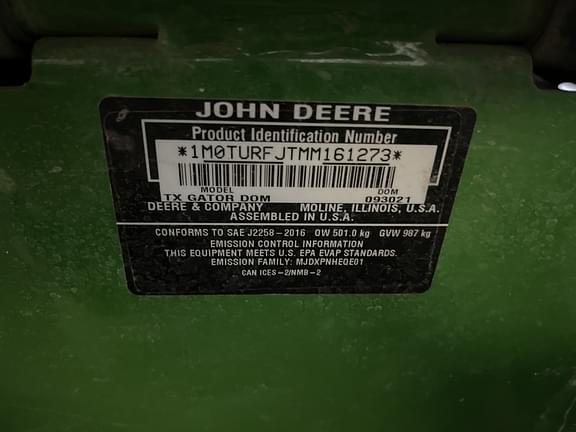 JOHN DEERE
Product Identification Number
*1M0TURFJTMM161273*
MODEL DOM
TX GATOR DOM 093021
DEERE & COMPANY MOLINE, ILLINOIS, U.S.A.
ASSEMBLED IN U.S.A.
CONFORMS TO SAE J2258-2016 OW 501.0 kg GVW 987 kg
EMISSION CONTROL INFORMATION
THIS EQUIPMENT MEETS U.S. EPA EVAP STANDARDS.
EMISSION FAMILY: MJDXPNHEQE01
CAN ICES-2/NMB-2